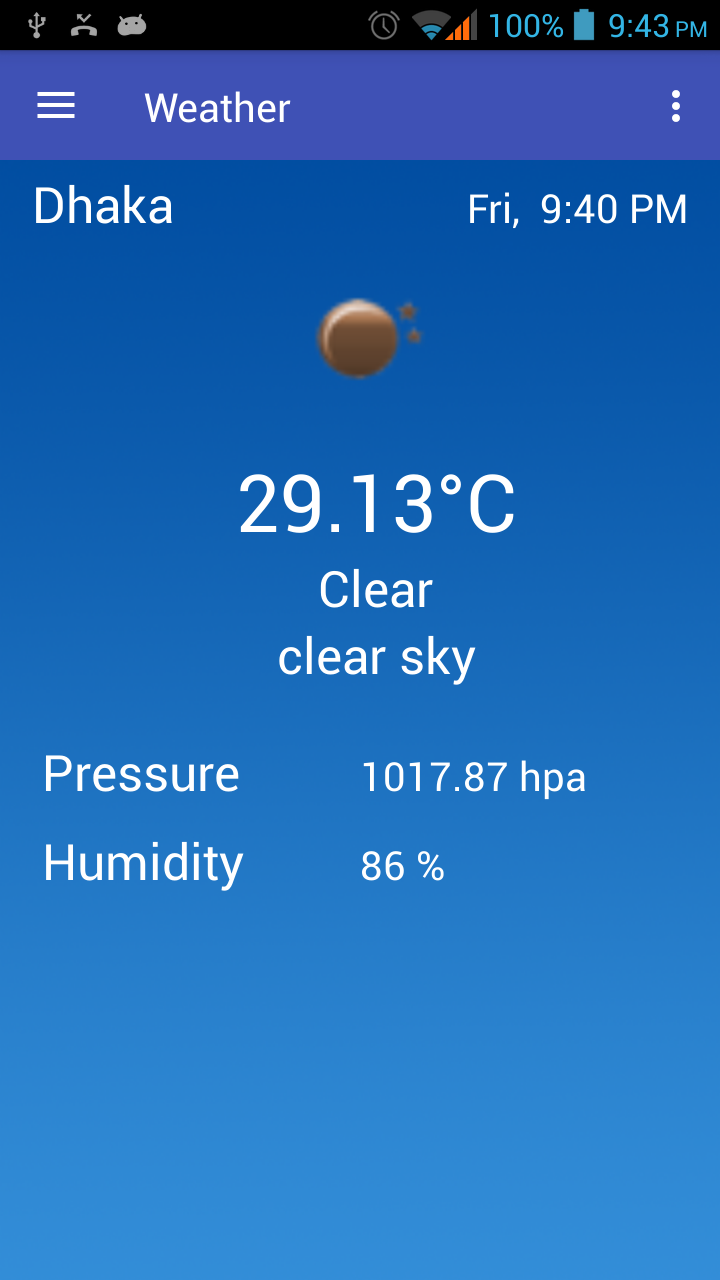 100% 9:43 PM
Weather
Dhaka Fri, 9:40 PM
29.13°C
Clear
clear sky
Pressure 1017.87 hpa
Humidity 86 %